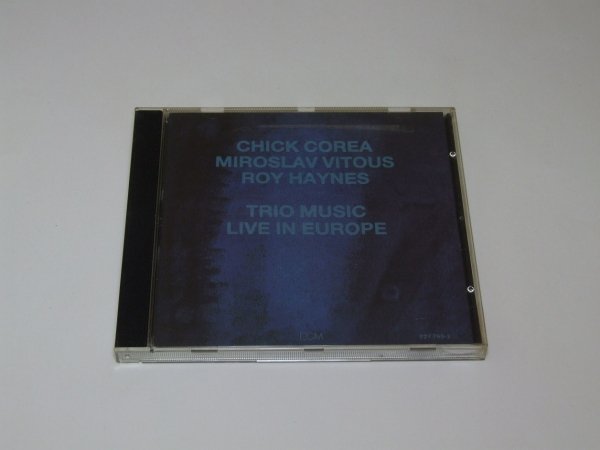 CHICK COREA
MIROSLAV VITOUS
ROY HAYNES
TRIO MUSIC
LIVE IN EUROPE
ECM